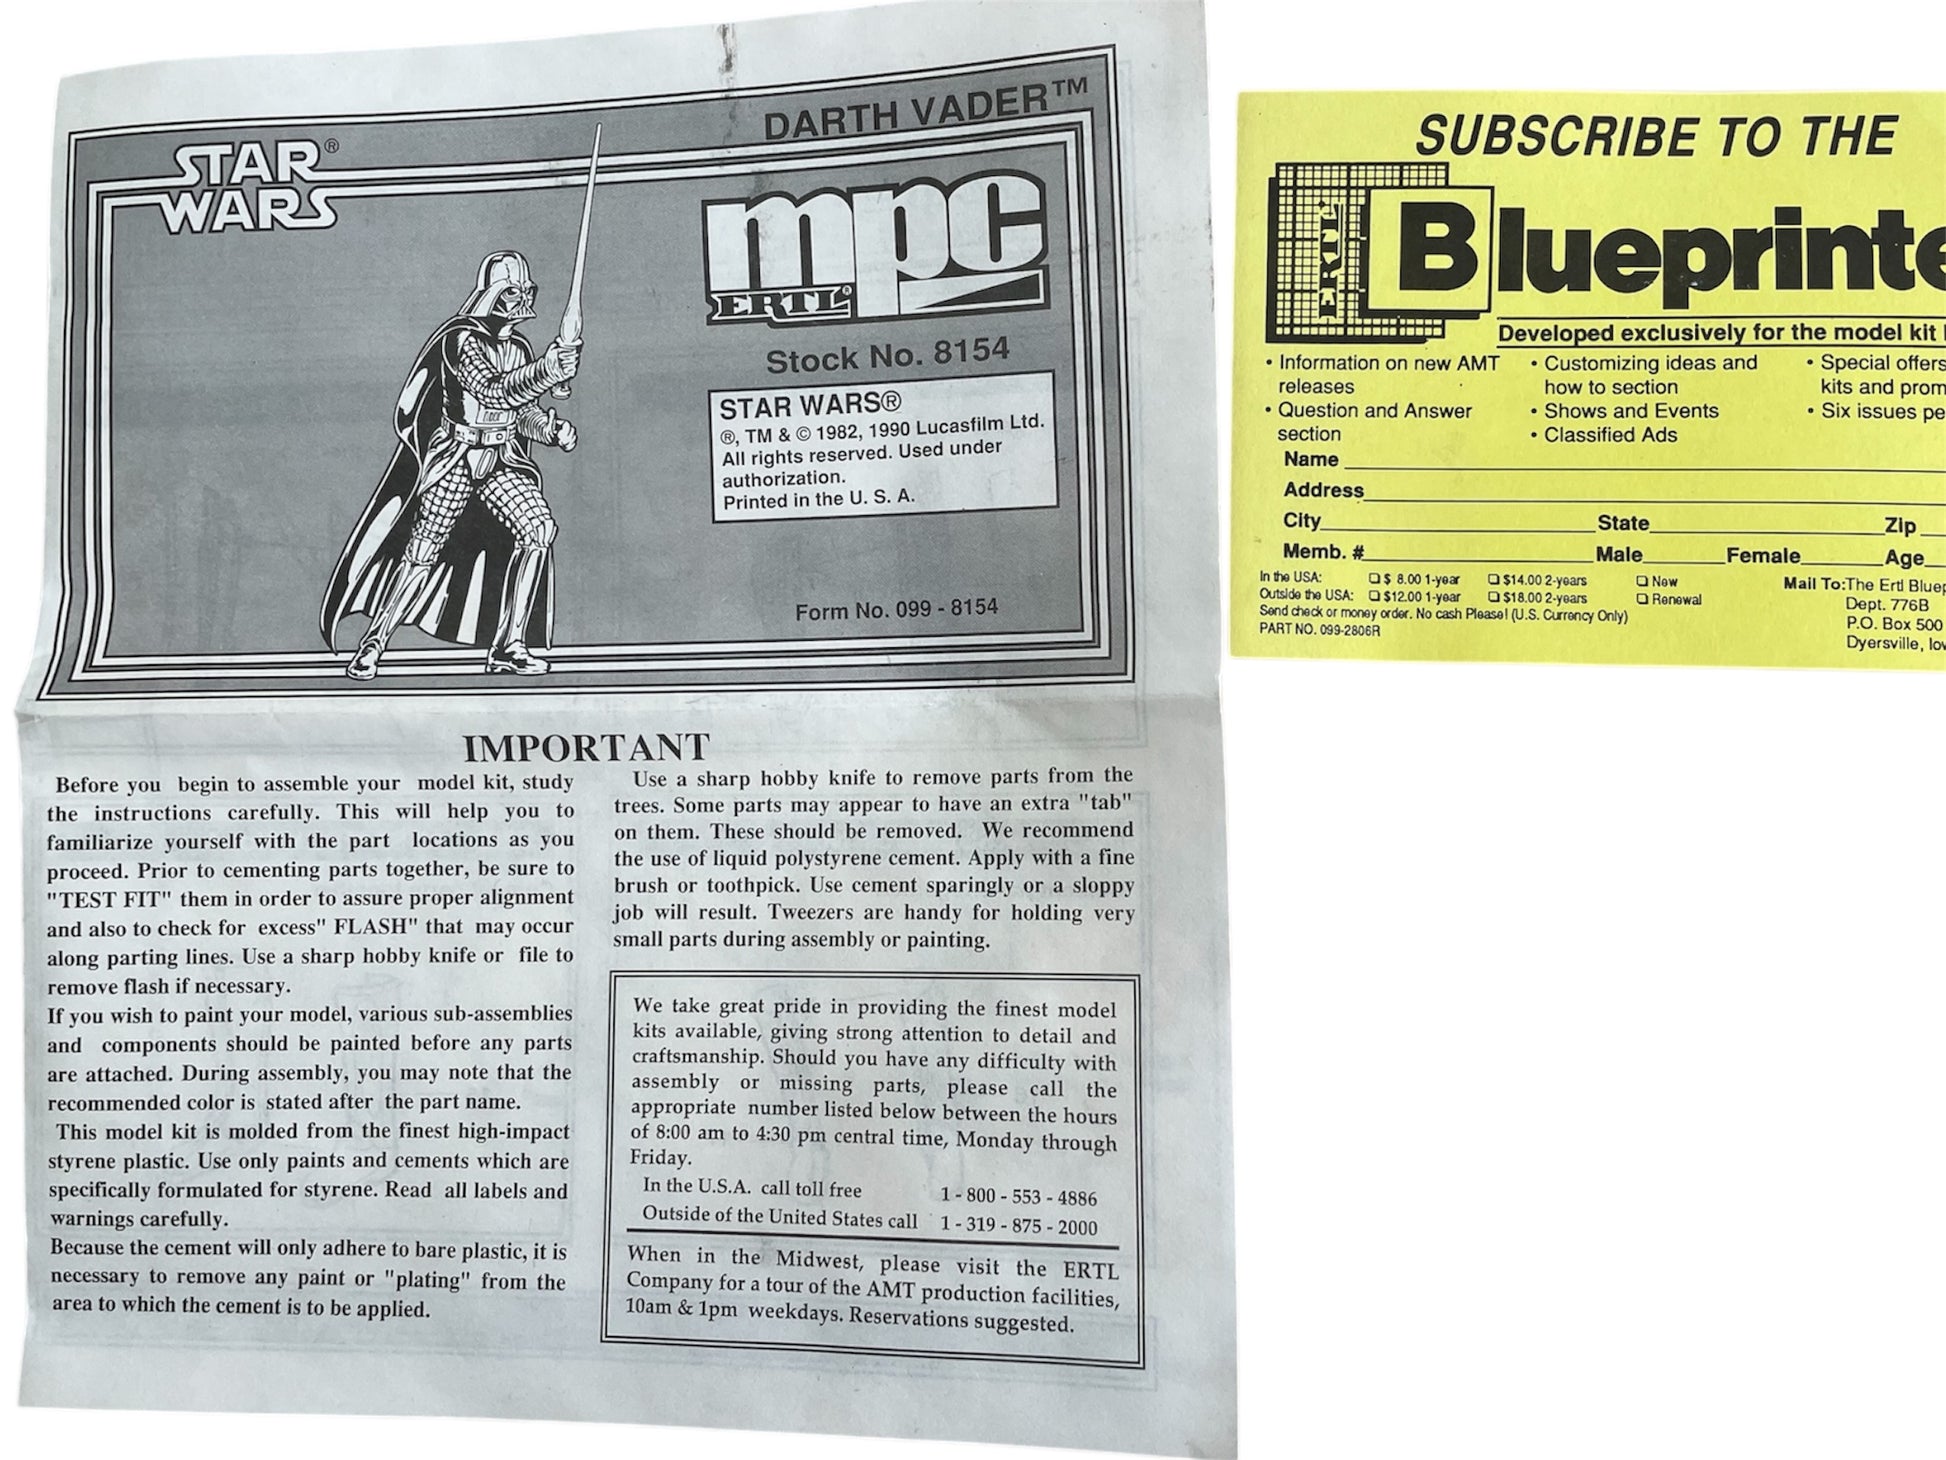 DARTH VADER™
STAR®
WARS
mpc
ERTL®
Stock No. 8154
STAR WARS®
®, TM & © 1982, 1990 Lucasfilm Ltd.
All rights reserved. Used under
authorization.
Printed in the U. S. A.
Form No. 099 - 8154
IMPORTANT
Before you begin to assemble your model kit, study
the instructions carefully. This will help you to
familiarize yourself with the part locations as you
proceed. Prior to cementing parts together, be sure to
"TEST FIT" them in order to assure proper alignment
and also to check for excess" FLASH" that may occur
along parting lines. Use a sharp hobby knife or file to
remove flash if necessary.
If you wish to paint your model, various sub-assemblies
and components should be painted before any parts
are attached. During assembly, you may note that the
recommended color is stated after the part name.
This model kit is molded from the finest high-impact
styrene plastic. Use only paints and cements which are
specifically formulated for styrene. Read all labels and
warnings carefully.
Because the cement will only adhere to bare plastic, it is
necessary to remove any paint or "plating" from the
area to which the cement is to be applied.
Use a sharp hobby knife to remove parts from the
trees. Some parts may appear to have an extra "tab"
on them. These should be removed. We recommend
the use of liquid polystyrene cement. Apply with a fine
brush or toothpick. Use cement sparingly or a sloppy
job will result. Tweezers are handy for holding very
small parts during assembly or painting.
We take great pride in providing the finest model
kits available, giving strong attention to detail and
craftsmanship. Should you have any difficulty with
assembly or missing parts, please call the
appropriate number listed below between the hours
of 8:00 am to 4:30 pm central time, Monday through
Friday.
In the U.S.A. call toll free 1 - 800 - 553 - 4886
Outside of the United States call 1 - 319 - 875 - 2000
When in the Midwest, please visit the ERTL
Company for a tour of the AMT production facilities,
10am & 1pm weekdays. Reservations suggested.
SUBSCRIBE TO THE
ERTL
Blueprinte
Developed exclusively for the model kit
• Information on new AMT
releases
• Question and Answer
section
• Customizing ideas and
how to section
• Shows and Events
• Classified Ads
• Special offers
kits and prom
• Six issues pe
Name
Address
City State Zip
Memb. # Male Female Age
In the USA: ❏ $ 8.00 1-year ❏ $14.00 2-years ❏ New
Outside the USA: ❏ $12.00 1-year ❏ $18.00 2-years ❏ Renewal
Send check or money order. No cash Please! (U.S. Currency Only)
PART NO. 099-2806R
Mail To:The Ertl Bluep
Dept. 776B
P.O. Box 500
Dyersville, Iow